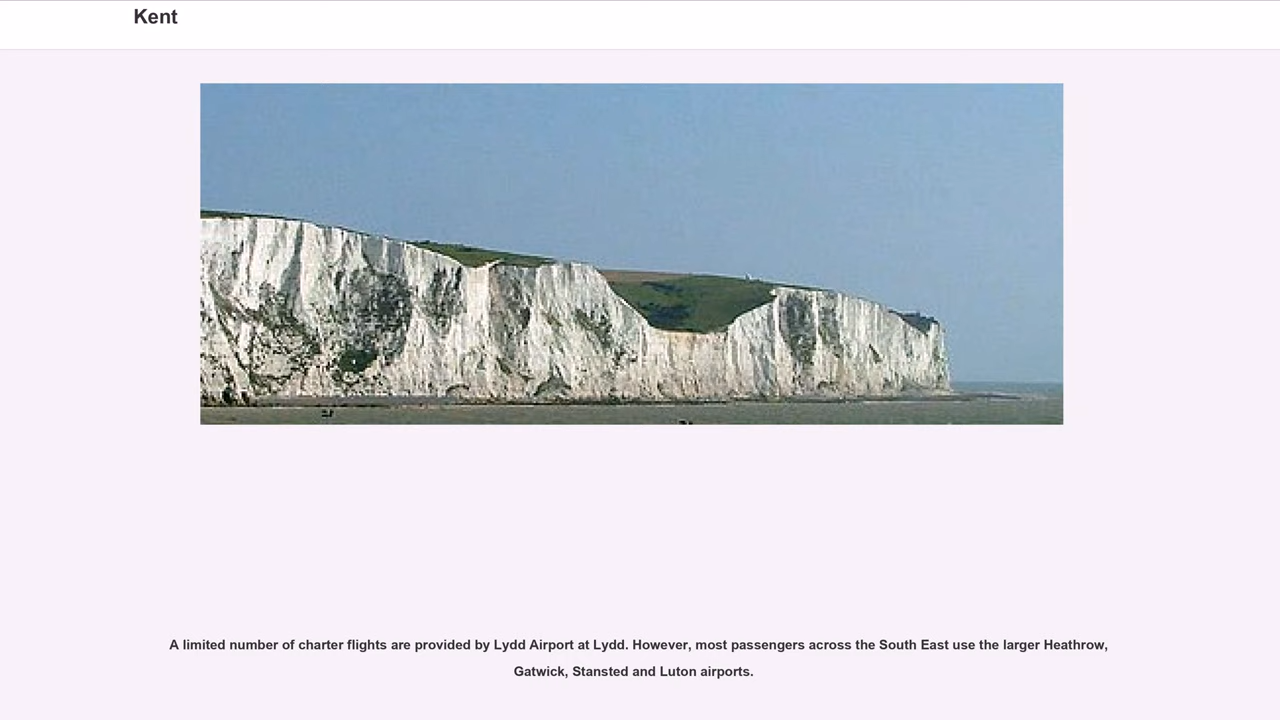 Kent
A limited number of charter flights are provided by Lydd Airport at Lydd. However, most passengers across the South East use the larger Heathrow,
Gatwick, Stansted and Luton airports.